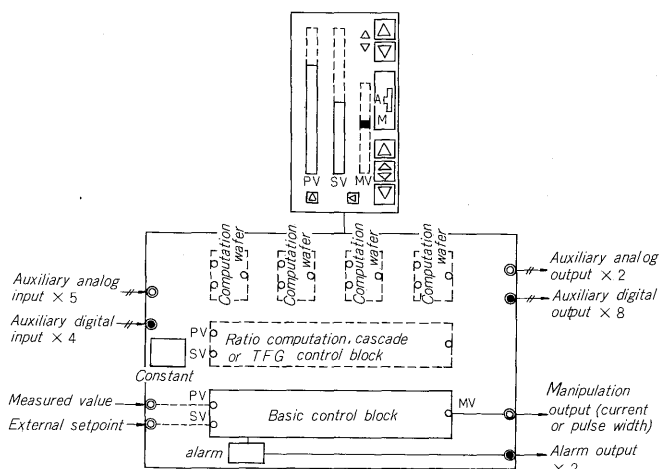 A
M
PV SV MV
Computation wafer
Computation wafer
Computation wafer
Computation wafer
Auxiliary analog
input × 5
Auxiliary analog
output × 2
Auxiliary digital
input × 4
Auxiliary digital
output × 8
PV
SV
Ratio computation, cascade
or TFG control block
Constant
Measured value
PV
MV
Manipulation
output (current
or pulse width)
External setpoint
SV
Basic control block
alarm
Alarm output
× 2